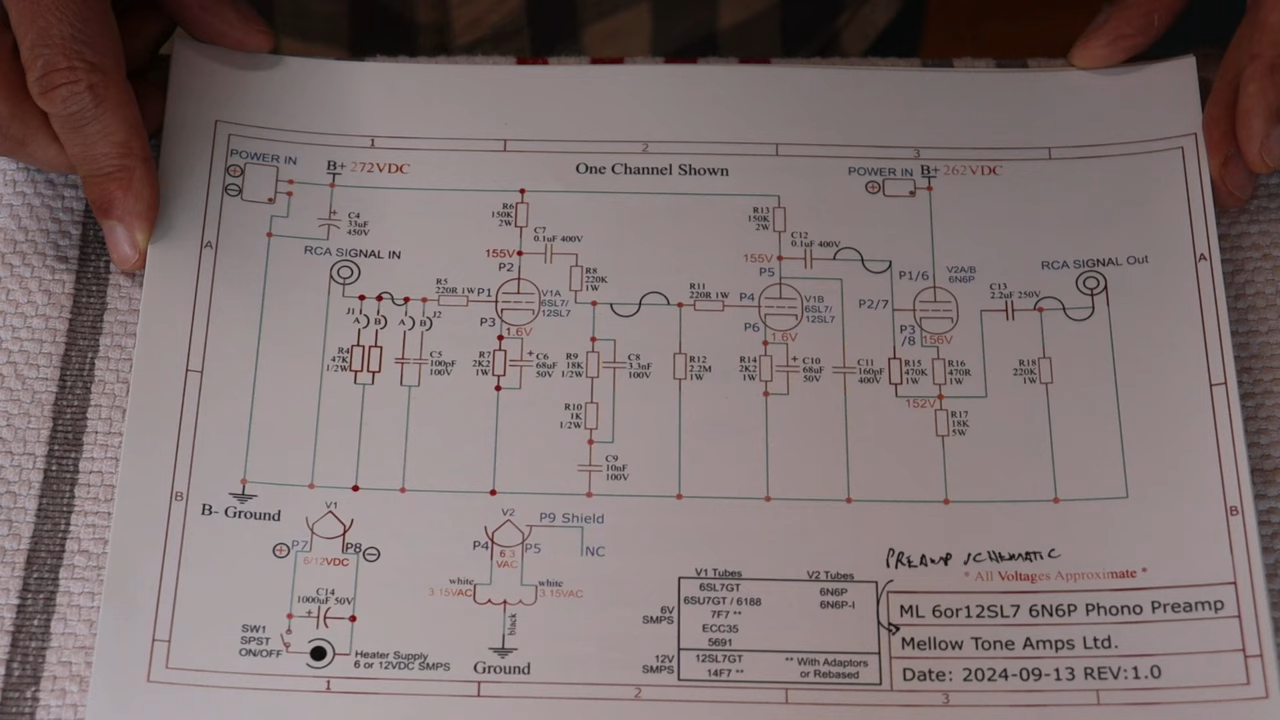 1
2
3
POWER IN
B+ 272VDC
One Channel Shown
POWER IN
B+ 262VDC
A
A
C4
33uF
450V
R6
150K
2W
C7
0.1uF 400V
R13
150K
2W
C12
0.1uF 400V
RCA SIGNAL IN
155V
P2
R8
220K
1W
155V
P5
P1/6
V2A/B
6N6P
RCA SIGNAL Out
R5
220R 1W
P1
V1A
6SL7/
12SL7
R11
220R 1W
P4
V1B
6SL7/
12SL7
P2/7
C13
2.2uF 250V
J1
A
B
A
B
J2
P3
1.6V
P6
1.6V
P3
/8
156V
R4
47K
1/2W
C5
100pF
100V
R7
2K2
1W
C6
68uF
50V
R9
18K
1/2W
C8
3.3nF
100V
R12
2.2M
1W
R14
2K2
1W
C10
68uF
50V
C11
160pF
400V
R15
470K
1W
R16
470R
1W
R18
220K
1W
152V
R10
1K
1/2W
R17
18K
5W
C9
10nF
100V
B
B
B- Ground
V1
P7
P8
6/12VDC
C14
1000uF 50V
SW1
SPST
ON/OFF
Heater Supply
6 or 12VDC SMPS
V2
P9 Shield
P4
P5
NC
6.3
VAC
white
white
3.15VAC
3.15VAC
black
Ground
V1 Tubes
V2 Tubes
6V
SMPS
6SL7GT
6SU7GT / 6188
7F7 **
ECC35
5691
6N6P
6N6P-I
12V
SMPS
12SL7GT
14F7 **
** With Adaptors
or Rebased
PREAMP SCHEMATIC
* All Voltages Approximate *
ML 6or12SL7 6N6P Phono Preamp
Mellow Tone Amps Ltd.
Date: 2024-09-13 REV:1.0
1
2
3